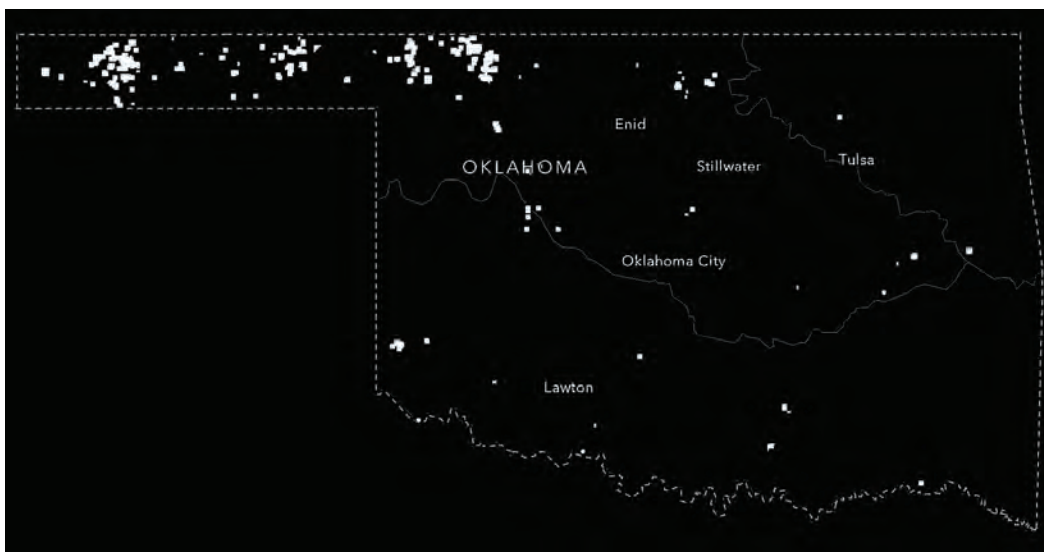 Enid
OKLAHOMA
Stillwater
Tulsa
Oklahoma City
Lawton